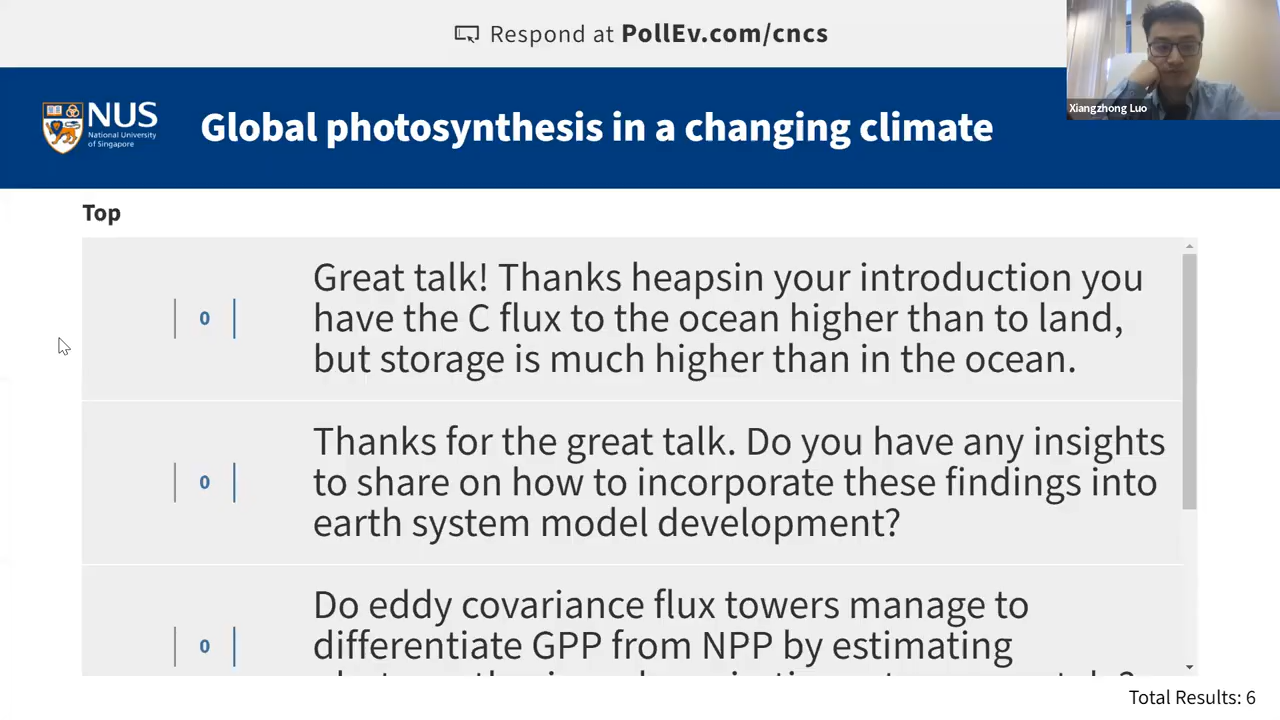 Respond at PollEv.com/cncs
Xiangzhong Luo
NUS
National University
of Singapore
Global photosynthesis in a changing climate
Top
0
Great talk! Thanks heapsin your introduction you
have the C flux to the ocean higher than to land,
but storage is much higher than in the ocean.
0
Thanks for the great talk. Do you have any insights
to share on how to incorporate these findings into
earth system model development?
0
Do eddy covariance flux towers manage to
differentiate GPP from NPP by estimating
Total Results: 6